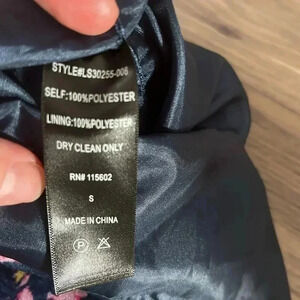 STYLE#LS30255-006
SELF:100%POLYESTER
LINING:100%POLYESTER
DRY CLEAN ONLY
RN# 115602
S
MADE IN CHINA
P